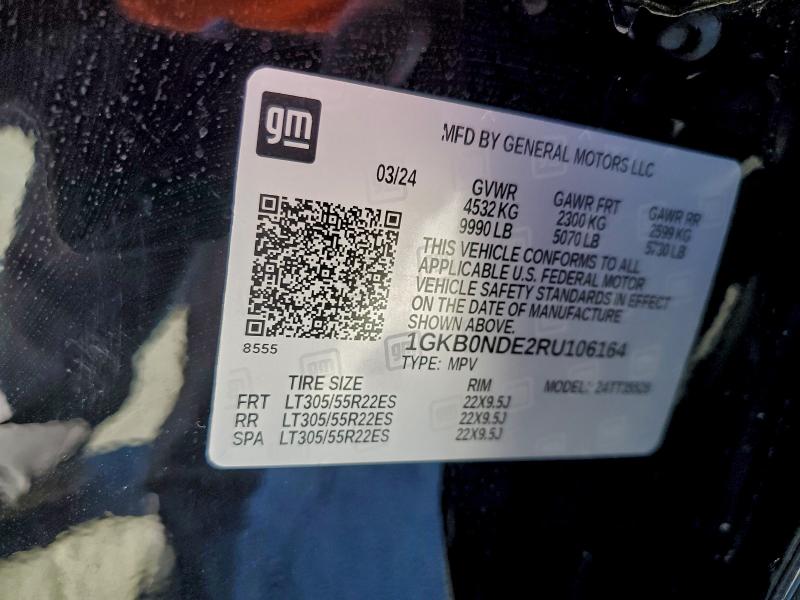 gm
MFD BY GENERAL MOTORS LLC
03/24
GVWR GAWR FRT GAWR RR
4532 KG 2300 KG 2599 KG
9990 LB 5070 LB 5730 LB
THIS VEHICLE CONFORMS TO ALL
APPLICABLE U.S. FEDERAL MOTOR
VEHICLE SAFETY STANDARDS IN EFFECT
ON THE DATE OF MANUFACTURE
SHOWN ABOVE.
1GKB0NDE2RU106164
8555
TYPE: MPV
TIRE SIZE RIM MODEL:
FRT LT305/55R22ES 22X9.5J
RR LT305/55R22ES 22X9.5J
SPA LT305/55R22ES 22X9.5J